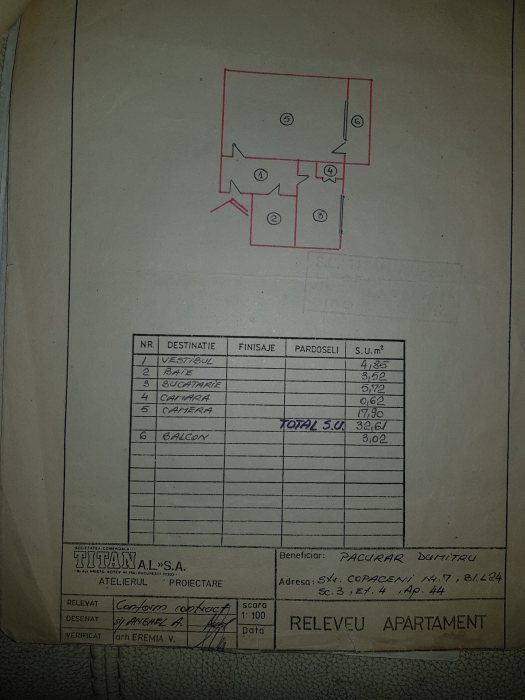 5
6
1
4
2
3
NR. DESTINATIE FINISAJE PARDOSELI S.U. m²
1 VESTIBUL 4,85
2 BAIE 3,52
3 BUCATARIE 5,72
4 CAMARA 0,62
5 CAMERA 17,90
TOTAL S.U. 32,61
6 BALCON 3,02
SOCIETATEA COMERCIALA
TITAN A.L.» S.A.
ATELIERUL PROIECTARE
Beneficiar: PACURAR DUMITRU
Adresa: Str. COPACENI Nr. 7, Bl. L24
Sc. 3, Et. 4, Ap. 44
RELEVAT Conform contract
DESENAT ANGHEL A.
VERIFICAT arh EREMIA V.
scara
1:100
Data
RELEVEU APARTAMENT